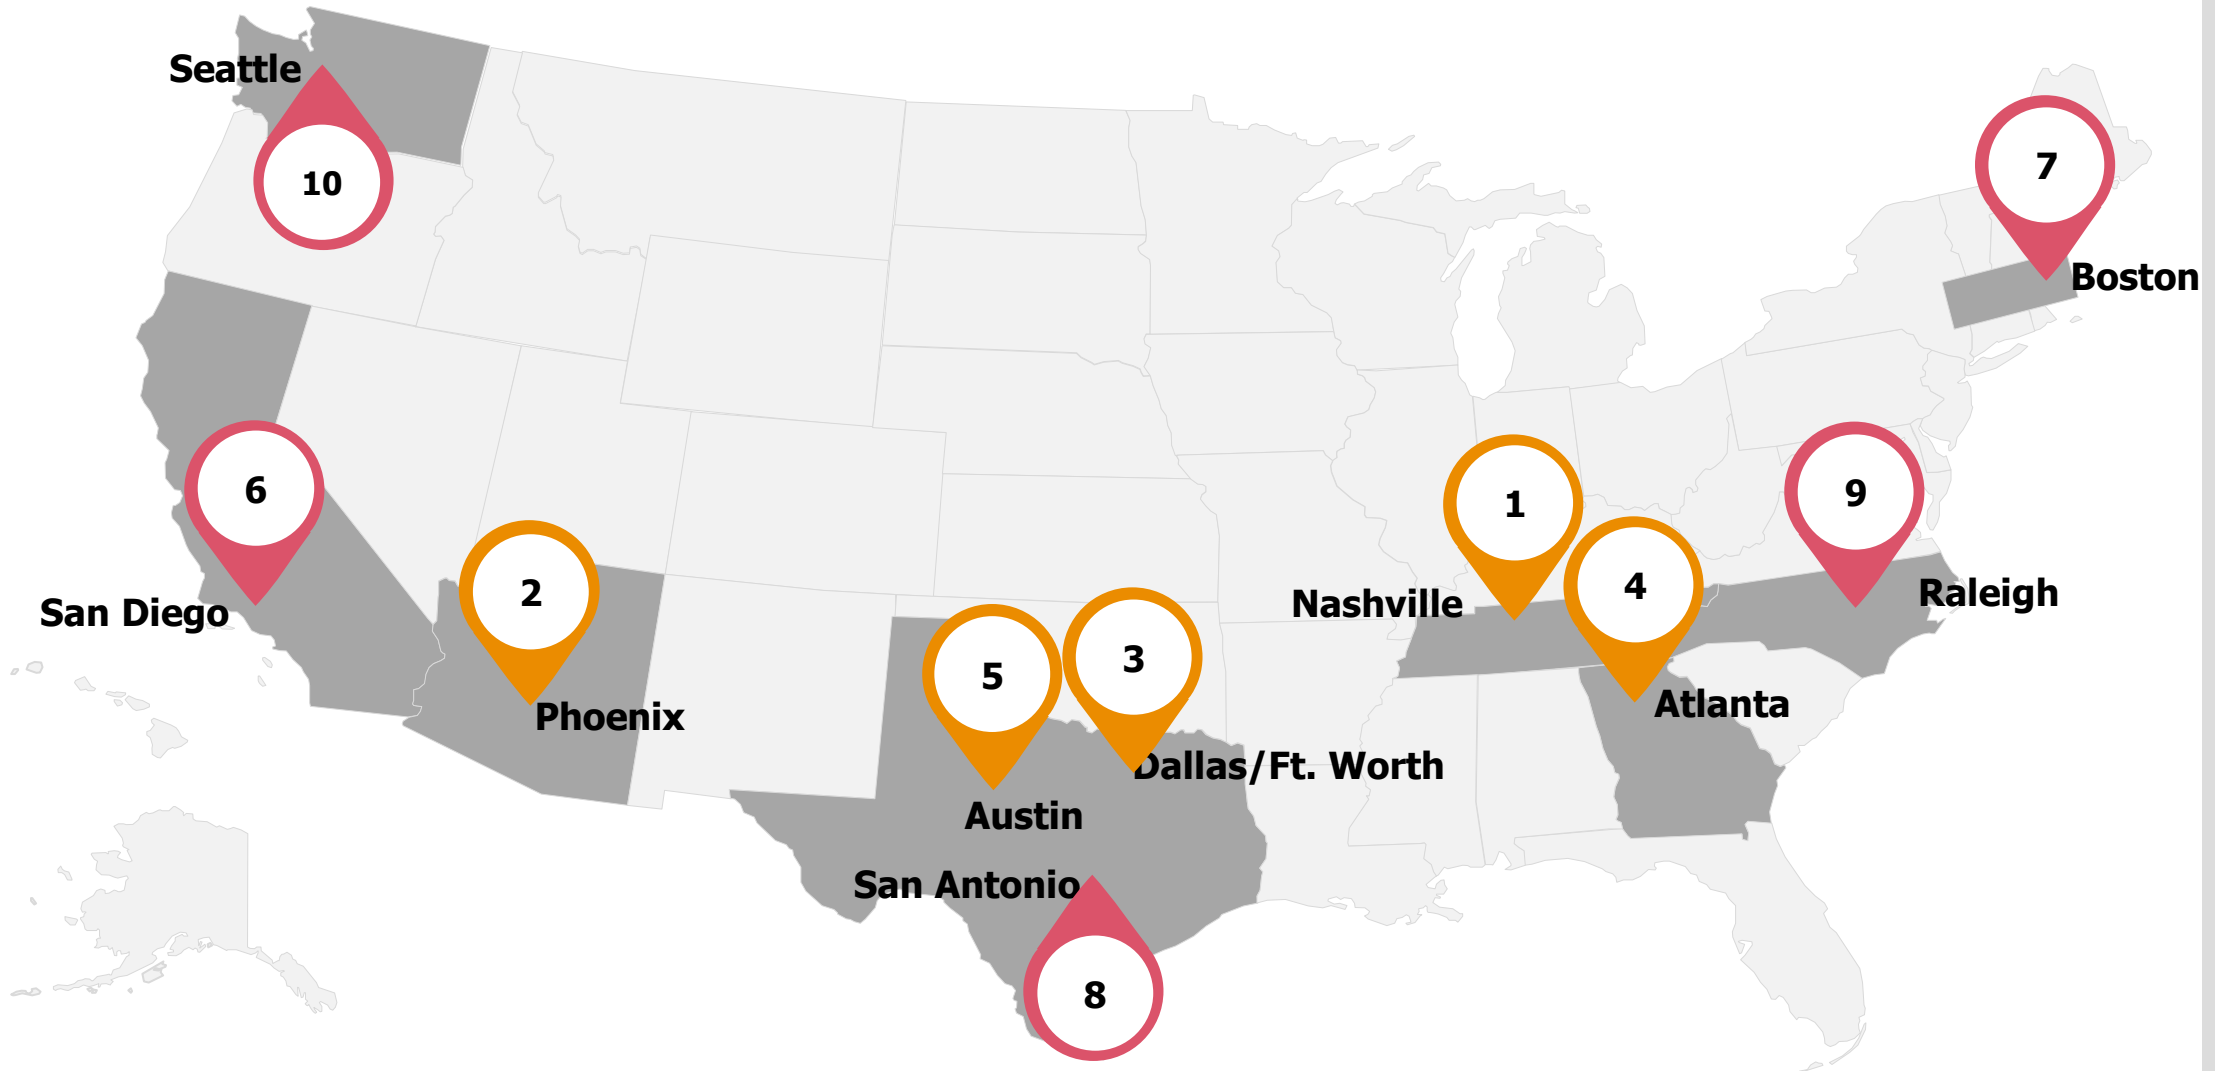 Seattle
10
7
Boston
6
San Diego
2
Phoenix
5
Austin
3
Dallas/Ft. Worth
1
Nashville
4
Atlanta
9
Raleigh
San Antonio
8